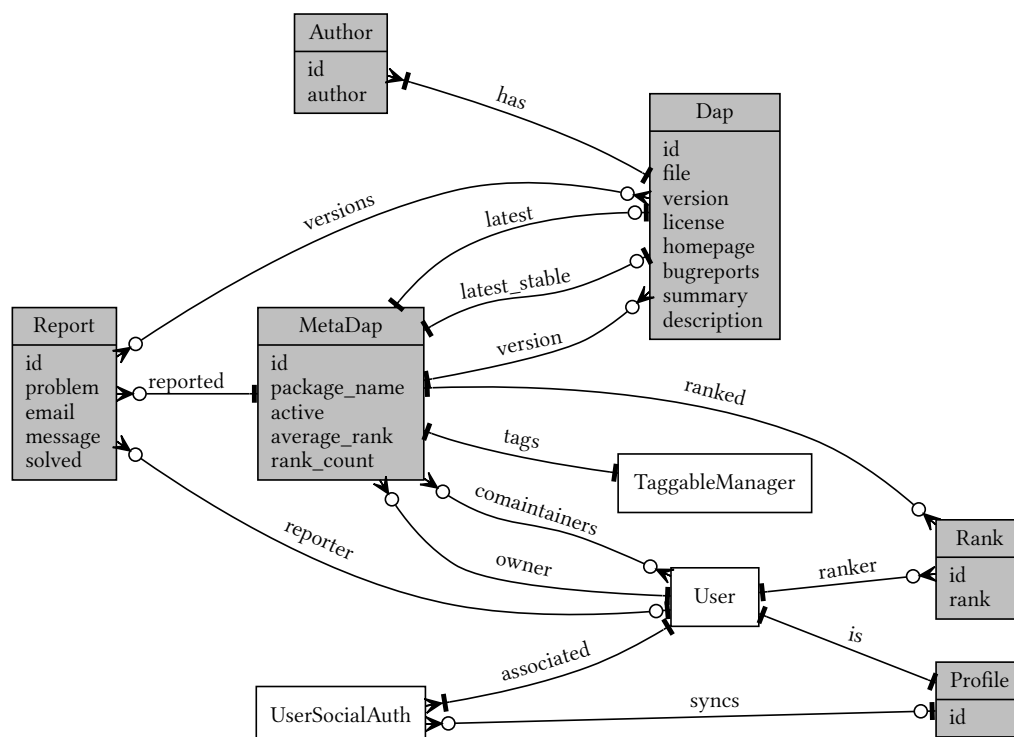 Author
id
author
has
Dap
id
file
version
license
homepage
bugreports
summary
description
versions
latest
latest_stable
version
Report
id
problem
email
message
solved
reported
MetaDap
id
package_name
active
average_rank
rank_count
ranked
tags
TaggableManager
comaintainers
owner
reporter
User
ranker
Rank
id
rank
is
associated
UserSocialAuth
syncs
Profile
id